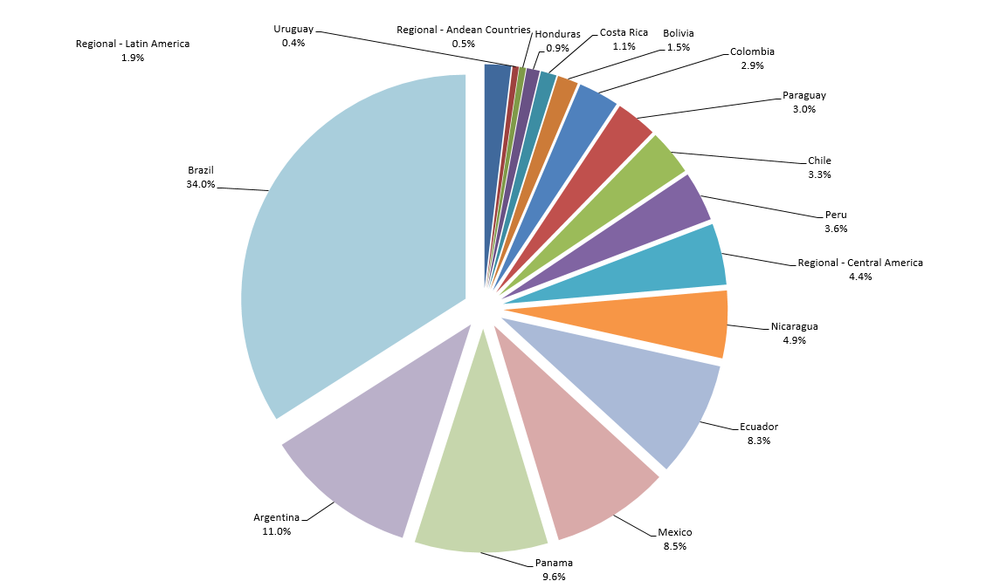 Regional - Latin America
1.9%
Uruguay
0.4%
Regional - Andean Countries
0.5%
Honduras
0.9%
Costa Rica
1.1%
Bolivia
1.5%
Colombia
2.9%
Paraguay
3.0%
Chile
3.3%
Peru
3.6%
Regional - Central America
4.4%
Nicaragua
4.9%
Ecuador
8.3%
Mexico
8.5%
Panama
9.6%
Argentina
11.0%
Brazil
34.0%